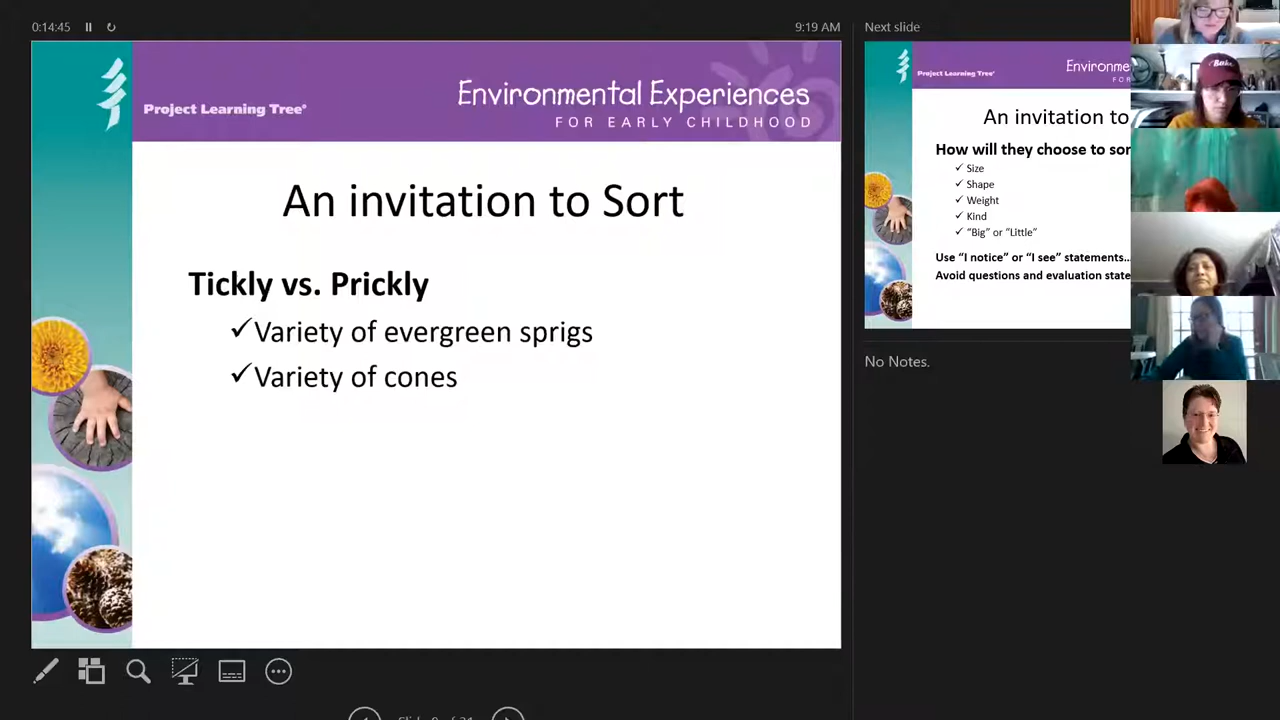 0:14:45
9:19 AM
Project Learning Tree®
Environmental Experiences
FOR EARLY CHILDHOOD
An invitation to Sort
Tickly vs. Prickly
✓Variety of evergreen sprigs
✓Variety of cones
Next slide
Project Learning Tree®
An invitation to
How will they choose to
✓ Size
✓ Shape
✓ Weight
✓ Kind
✓ "Big" or "Little"
Use "I notice" or "I see" statements...
Avoid questions and evaluation
No Notes.